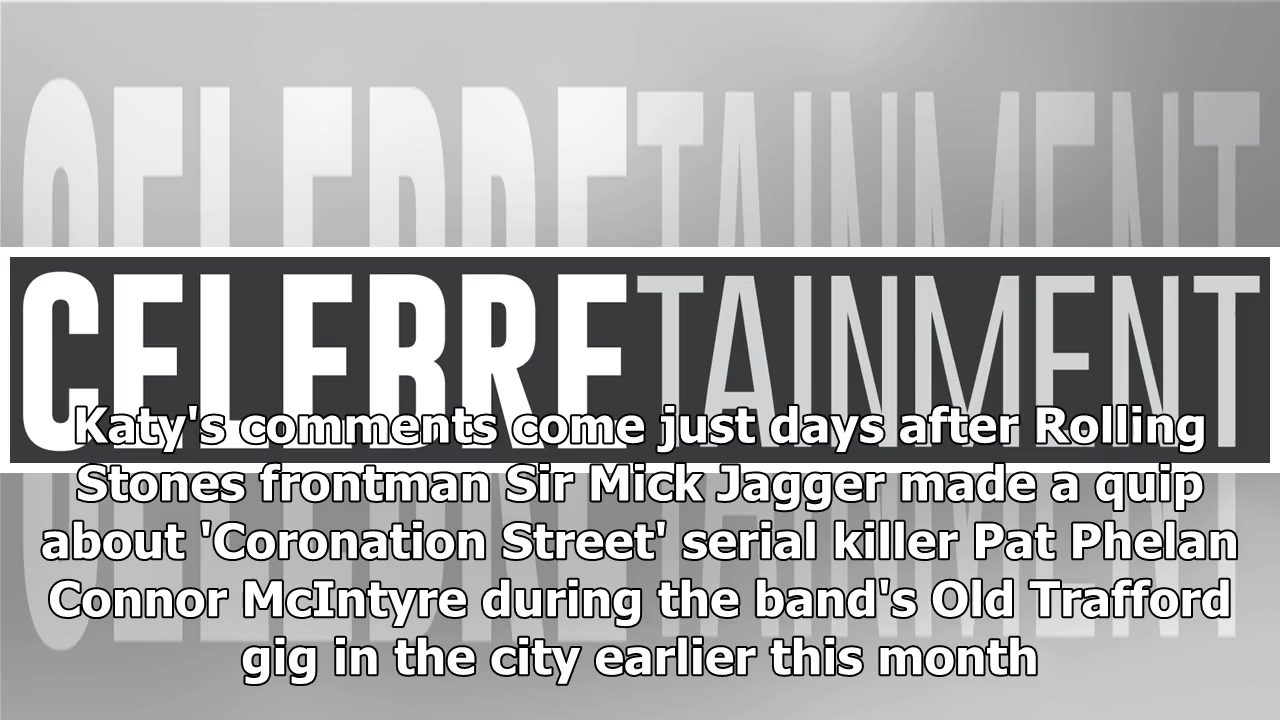 CELEBRETAINMENT
CELEBRETAINMENT
Katy's comments come just days after Rolling
Stones frontman Sir Mick Jagger made a quip
about 'Coronation Street' serial killer Pat Phelan
Connor McIntyre during the band's Old Trafford
gig in the city earlier this month